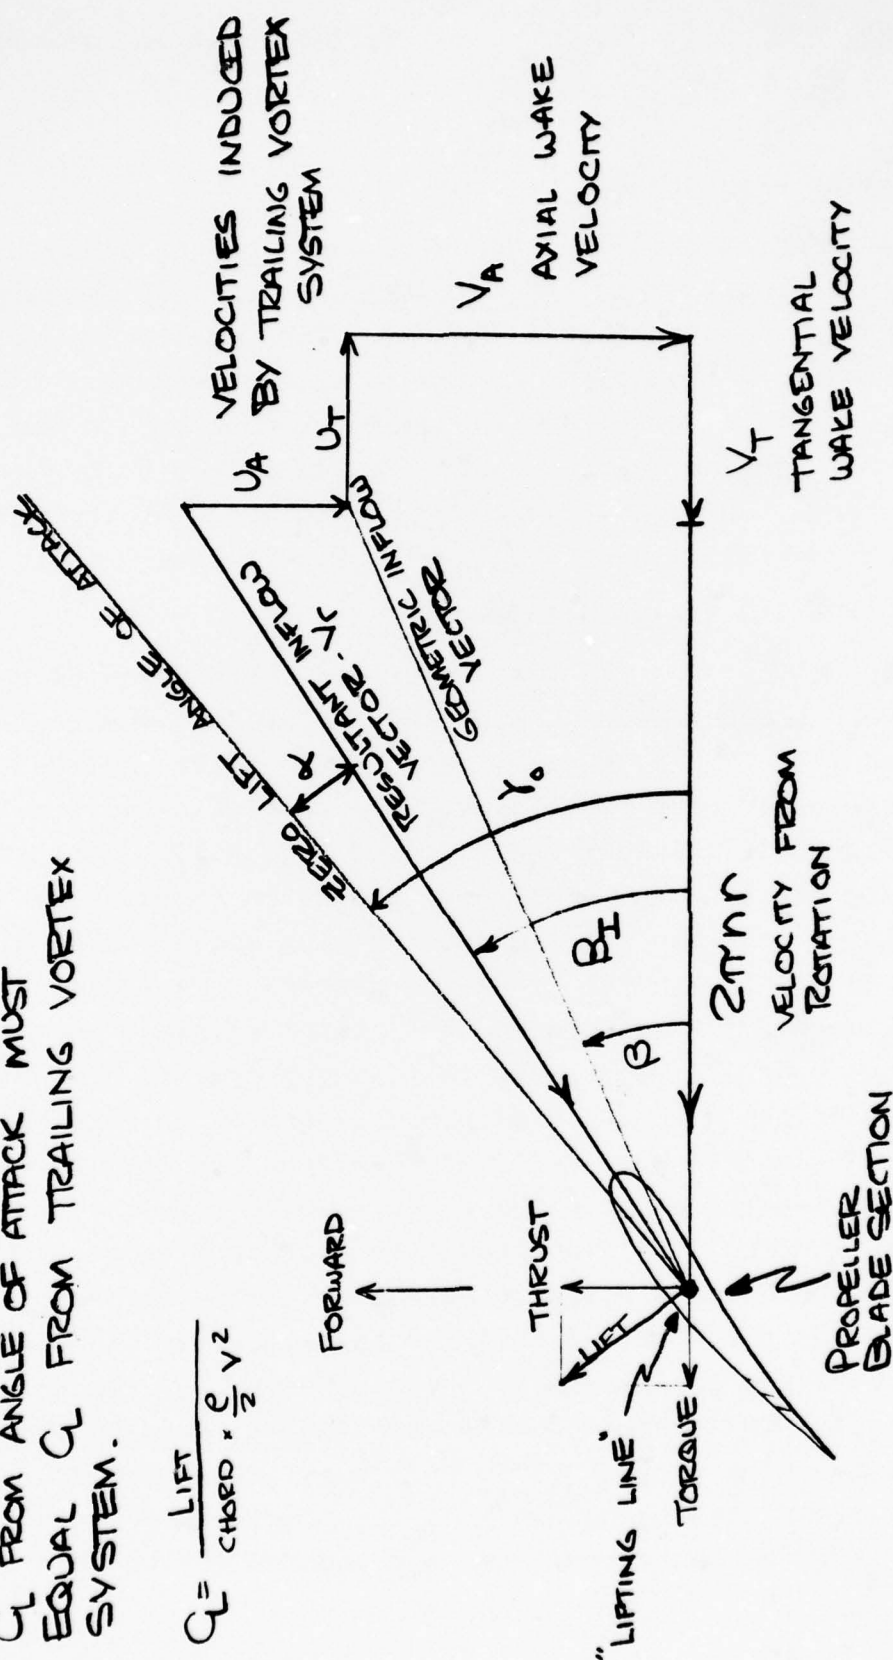 CL FROM ANGLE OF ATTACK MUST
EQUAL CL FROM TRAILING VORTEX
SYSTEM.
CL = LIFT / CHORD × ρ/2 V²
ZERO LIFT ANGLE OF ATTACK
VELOCITIES INDUCED
BY TRAILING VORTEX
SYSTEM
UA
UT
RESULTANT INFLOW
VECTOR - Vr
GEOMETRIC INFLOW
VECTOR
α
γ₀
βI
β
VA
AXIAL WAKE
VELOCITY
VT
TANGENTIAL
WAKE VELOCITY
2πnr
VELOCITY FROM
ROTATION
FORWARD
THRUST
LIFT
"LIFTING LINE"
TORQUE
PROPELLER
BLADE SECTION